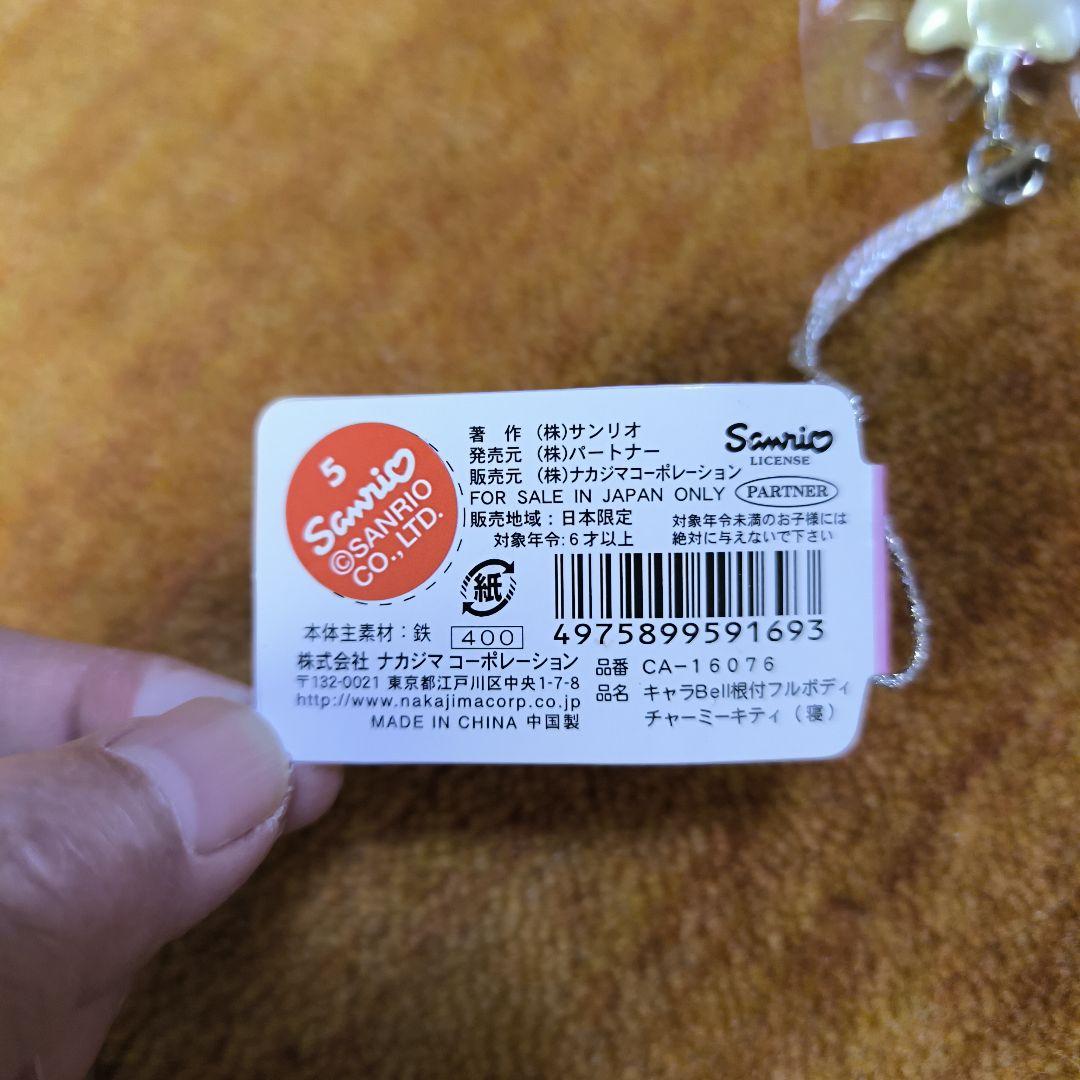 5
Sanrio
©SANRIO
CO., LTD.
著 作 (株)サンリオ
発売元 (株)パートナー
販売元 (株)ナカジマコーポレーション
FOR SALE IN JAPAN ONLY
販売地域：日本限定
対象年令:6才以上
Sanrio
LICENSE
PARTNER
対象年令未満のお子様には
絶対に与えないで下さい
紙
4975899591693
本体主素材：鉄 400
株式会社 ナカジマコーポレーション
〒132-0021 東京都江戸川区中央1-7-8
http://www.nakajimacorp.co.jp
MADE IN CHINA 中国製
品番 CA-16076
品名 キャラBell根付フルボディ
チャーミーキティ（寝）